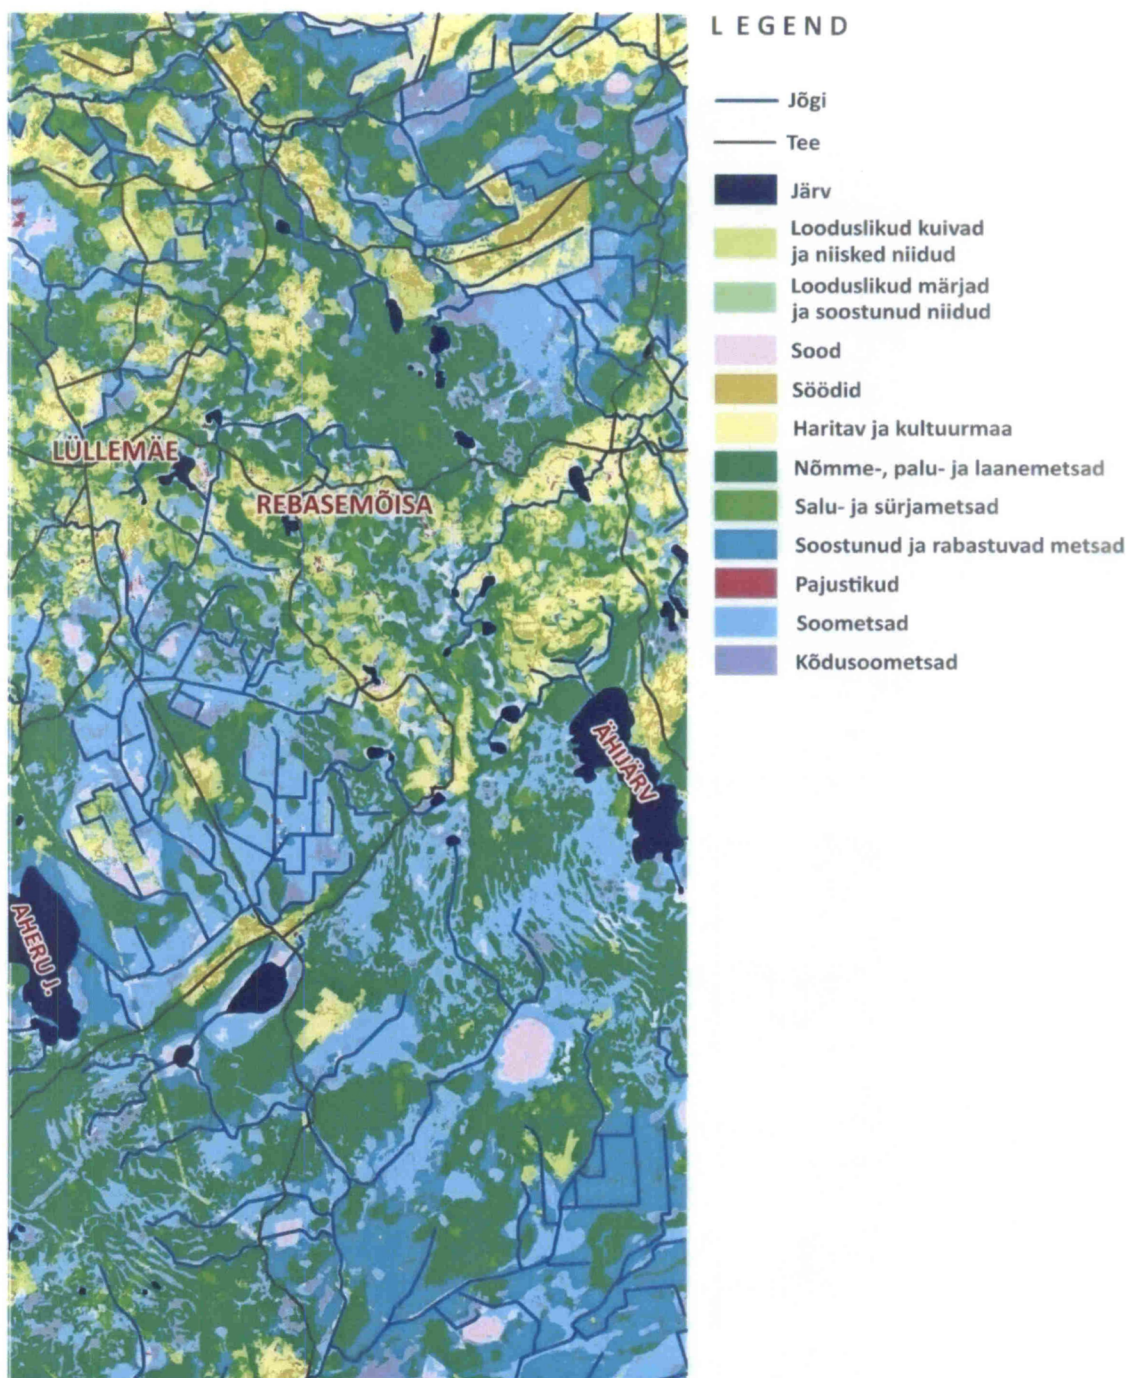 LEGEND
Jõgi
Tee
Järv
Looduslikud kuivad
ja niisked niidud
Looduslikud märjad
ja soostunud niidud
Sood
Söödid
Haritav ja kultuurmaa
Nõmme-, palu- ja laanemetsad
Salu- ja sürjametsad
Soostunud ja rabastuvad metsad
Pajustikud
Soometsad
Kõdusoometsad
LÜLLEMÄE
REBASEMÕISA
ÄHIJÄRV
AHERU J.